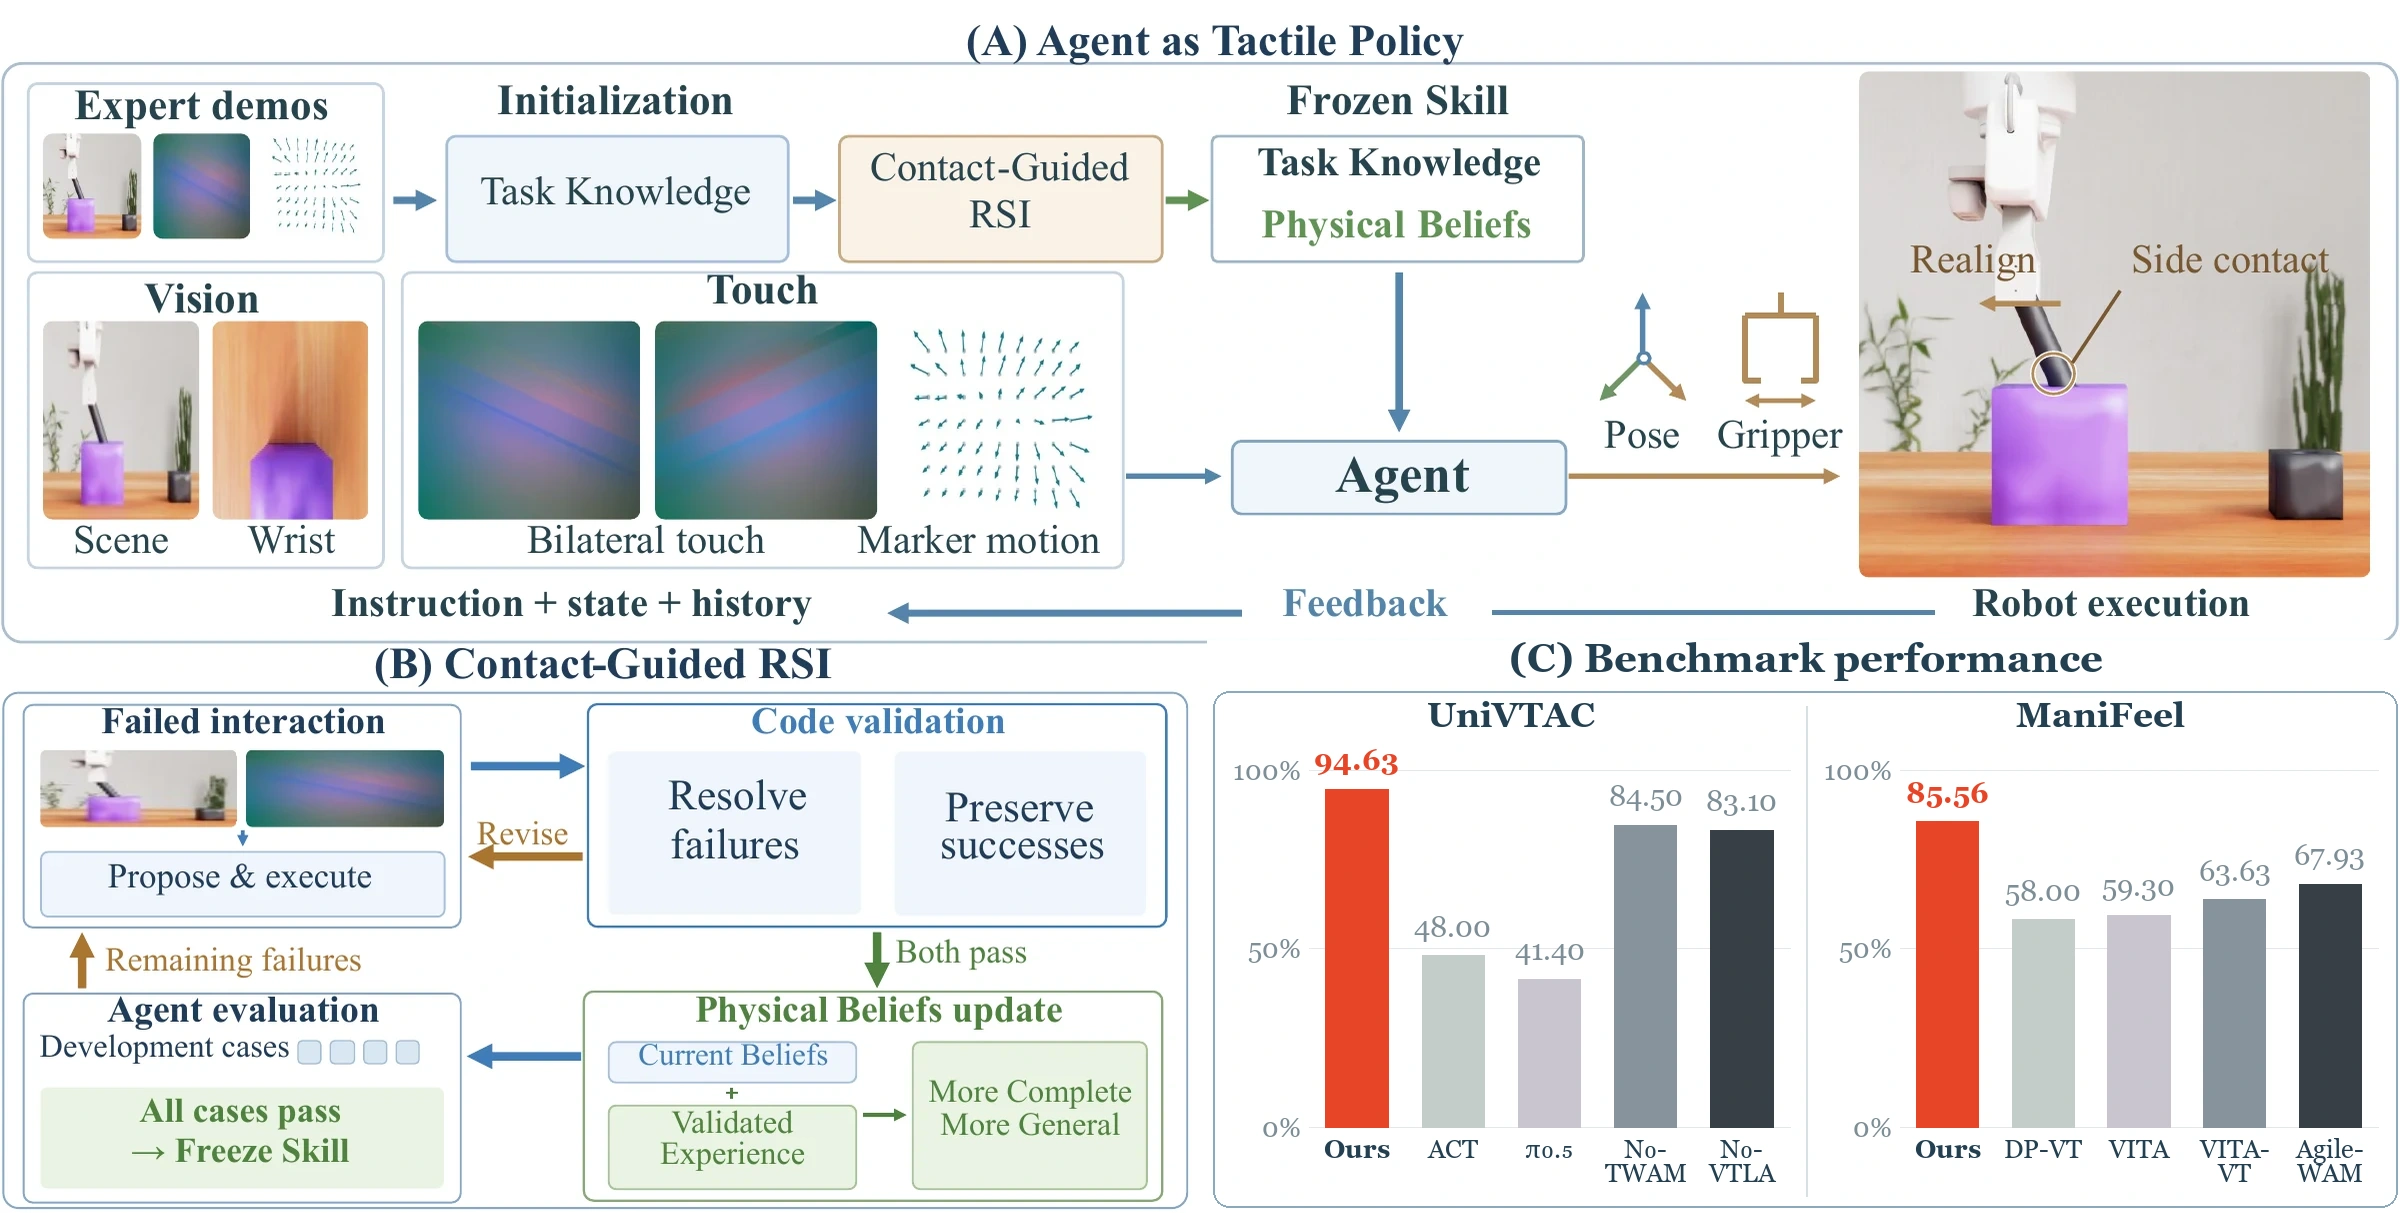 (A) Agent as Tactile Policy
Expert demos
Initialization
Task Knowledge
Contact-Guided
RSI
Frozen Skill
Task Knowledge
Physical Beliefs
Vision
Scene
Wrist
Touch
Bilateral touch
Marker motion
Agent
Pose
Gripper
Realign
Side contact
Instruction + state + history
Feedback
Robot execution
(B) Contact-Guided RSI
Failed interaction
Propose & execute
Revise
Code validation
Resolve
failures
Preserve
successes
Both pass
Remaining failures
Agent evaluation
Development cases
All cases pass
→ Freeze Skill
Physical Beliefs update
Current Beliefs
+
Validated
Experience
More Complete
More General
(C) Benchmark performance
UniVTAC
100%
50%
0%
94.63
48.00
41.40
84.50
83.10
Ours
ACT
π0.5
No-
TWAM
No-
VTLA
ManiFeel
100%
50%
0%
85.56
58.00
59.30
63.63
67.93
Ours
DP-VT
VITA
VITA-
VT
Agile-
WAM